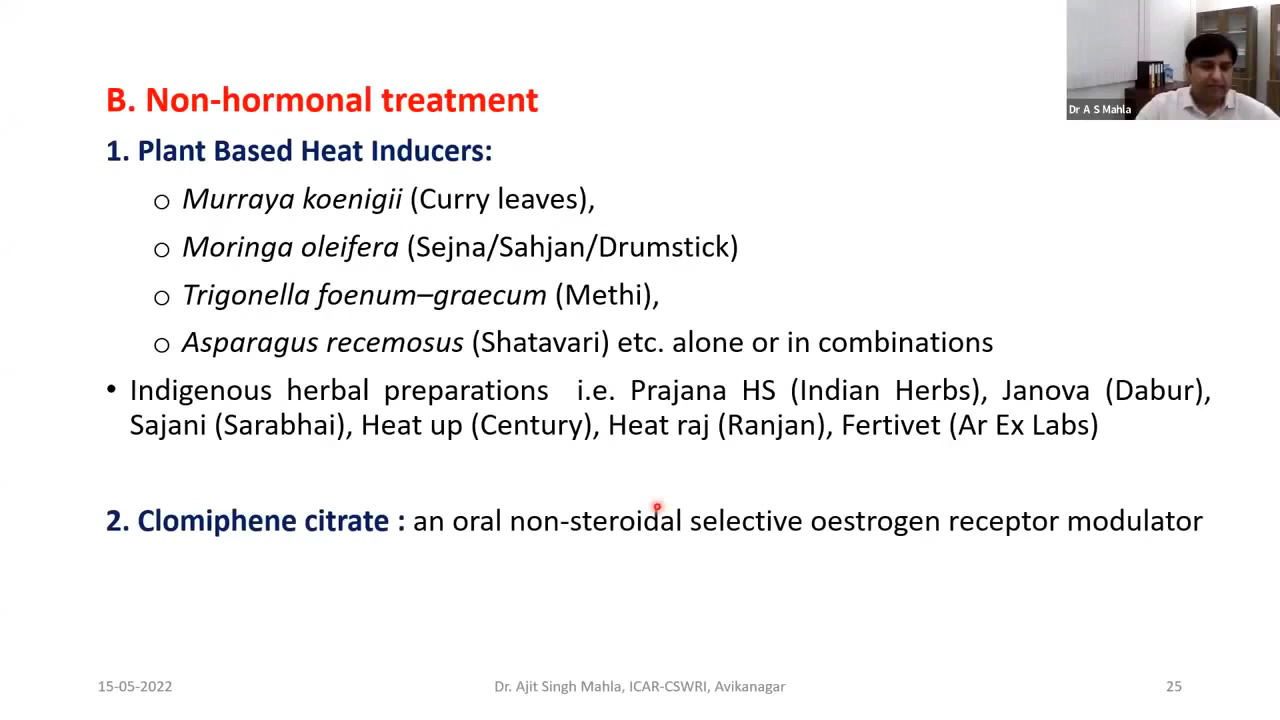 Dr A S Mahla
B. Non-hormonal treatment
1. Plant Based Heat Inducers:
o Murraya koenigii (Curry leaves),
o Moringa oleifera (Sejna/Sahjan/Drumstick)
o Trigonella foenum–graecum (Methi),
o Asparagus recemosus (Shatavari) etc. alone or in combinations
• Indigenous herbal preparations i.e. Prajana HS (Indian Herbs), Janova (Dabur),
Sajani (Sarabhai), Heat up (Century), Heat raj (Ranjan), Fertivet (Ar Ex Labs)
2. Clomiphene citrate : an oral non-steroidal selective oestrogen receptor modulator
15-05-2022 Dr. Ajit Singh Mahla, ICAR-CSWRI, Avikanagar 25